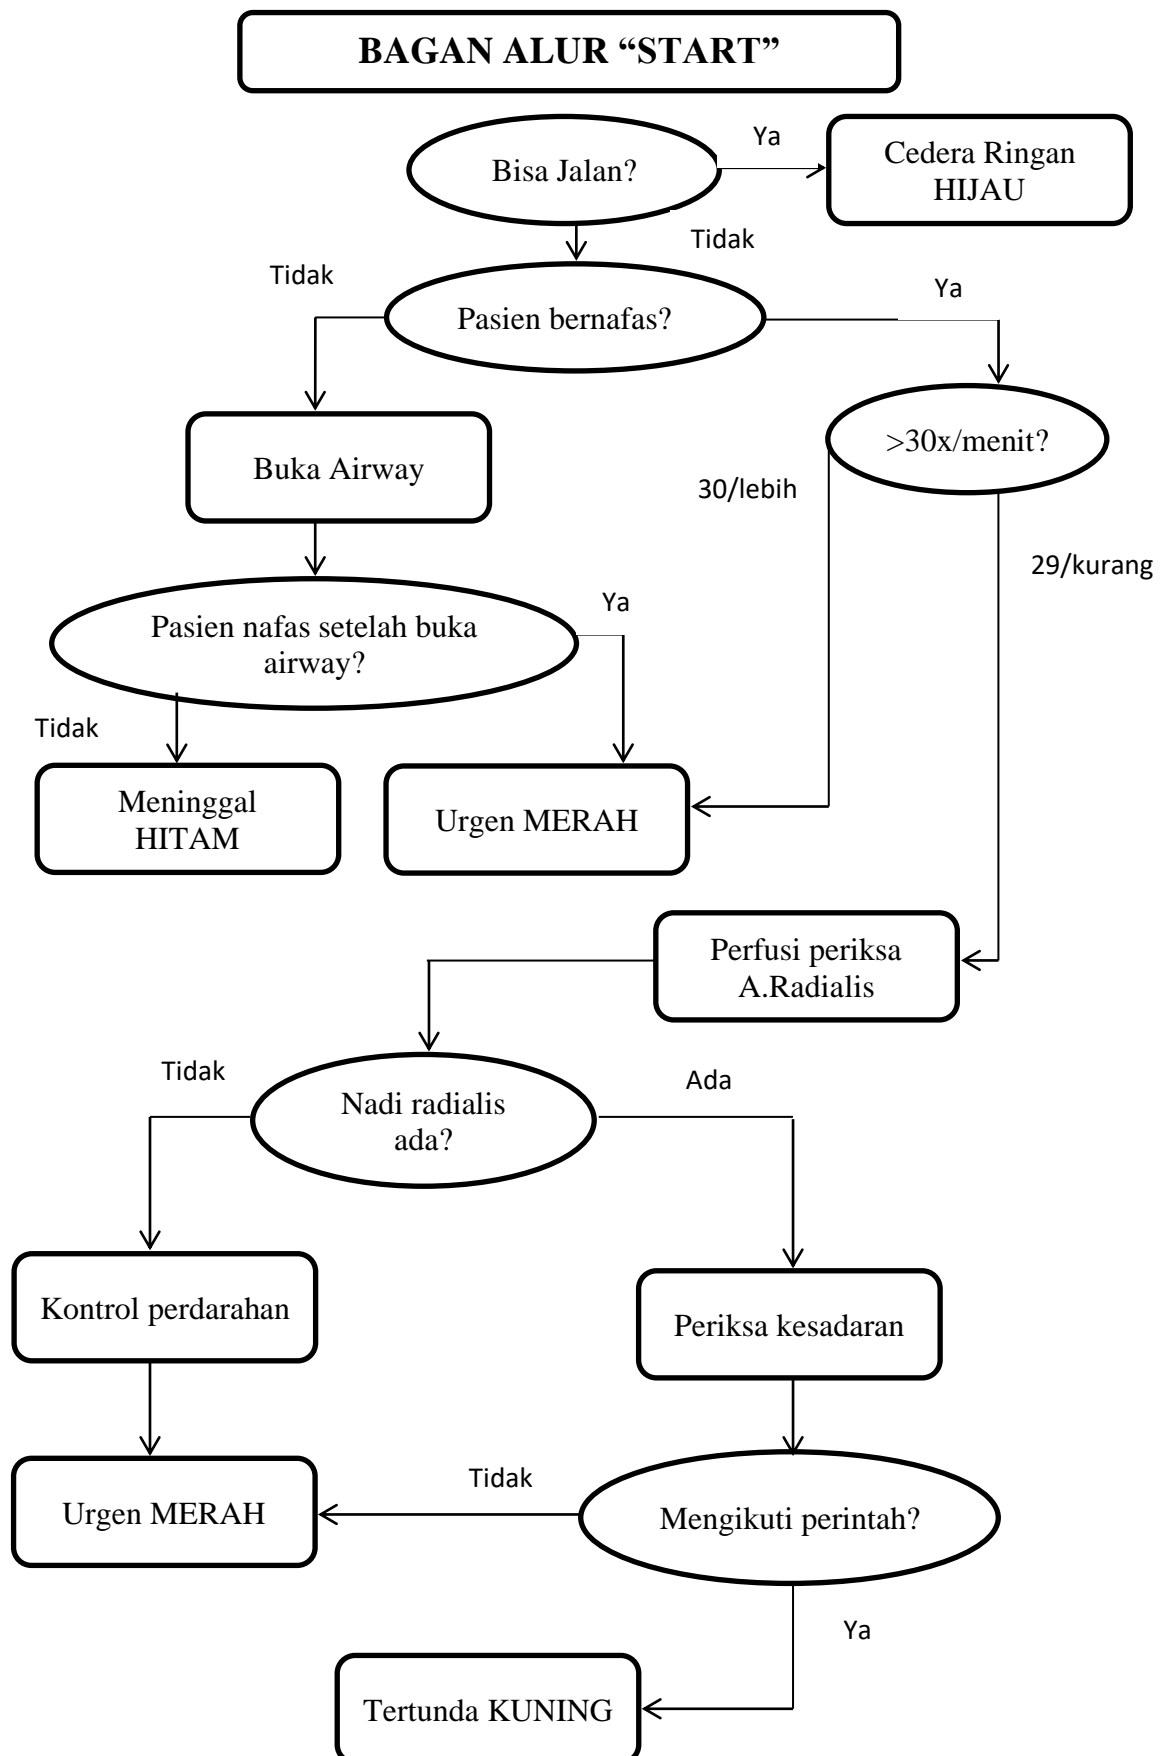 BAGAN ALUR “START”
Bisa Jalan?
Ya
Cedera Ringan
HIJAU
Tidak
Tidak
Pasien bernafas?
Ya
>30x/menit?
Buka Airway
30/lebih
29/kurang
Pasien nafas setelah buka
airway?
Ya
Tidak
Meninggal
HITAM
Urgen MERAH
Perfusi periksa
A.Radialis
Tidak
Nadi radialis
ada?
Ada
Kontrol perdarahan
Periksa kesadaran
Urgen MERAH
Tidak
Mengikuti perintah?
Ya
Tertunda KUNING